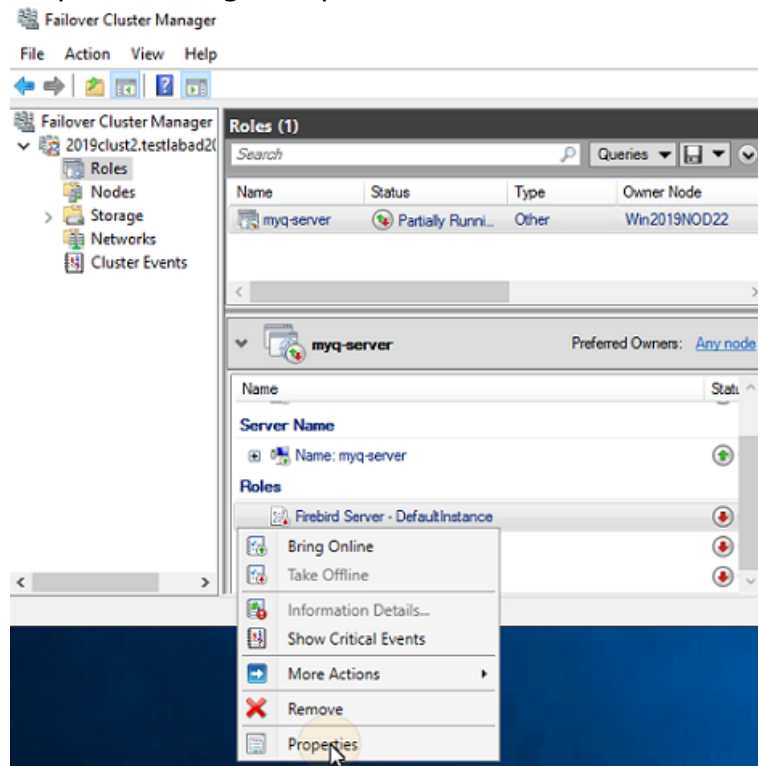 Failover Cluster Manager
File Action View Help
Failover Cluster Manager
2019clust2.testlabad2(
Roles
Nodes
Storage
Networks
Cluster Events
Roles (1)
Search
Queries
Name Status Type Owner Node
myq-server Partially Runni... Other Win2019NOD22
myq-server Preferred Owners: Any node
Name Statu
Server Name
Name: myq-server
Roles
Firebird Server - DefaultInstance
Bring Online
Take Offline
Information Details...
Show Critical Events
More Actions
Remove
Properties